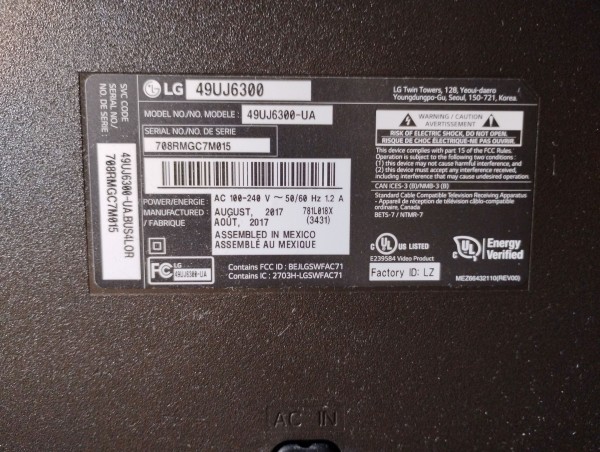 LG 49UJ6300
MODEL NO./NO. MODELE : 49UJ6300-UA
SERIAL NO./NO. DE SERIE
708RMGC7M015
POWER/ENERGIE : AC 100-240 V ~ 50/60 Hz 1.2 A
MANUFACTURED : AUGUST, 2017 781L018X
/ FABRIQUE AOÛT, 2017 (3431)
ASSEMBLED IN MEXICO
ASSEMBLÉ AU MEXIQUE
FC LG 49UJ6300-UA
Contains FCC ID : BEJLGSWFAC71
Contains IC : 2703H-LGSWFAC71
SVC CODE 49UJ6300-UA.BUS4LOR
SERIAL NO./
NO. DE SERIE : 708RMGC7M015
LG Twin Towers, 128, Yeoui-daero
Youngdungpo-Gu, Seoul, 150-721, Korea.
WARNING / CAUTION
AVERTISSEMENT
RISK OF ELECTRIC SHOCK, DO NOT OPEN.
RISQUE DE CHOC ÉLECTRIQUE-NE PAS OUVRIR.
This device complies with part 15 of the FCC Rules.
Operation is subject to the following two conditions :
(1) this device may not cause harmful interference, and
(2) this device must accept any interference received,
including interference that may cause undesired operation.
CAN ICES-3 (B)/NMB-3 (B)
Standard Cable Compatible Television Receiving Apparatus
- Appareil de réception de télévision câble-compatible
ordinaire, Canada
BETS-7 / NTMR-7
c UL US LISTED
E239584 Video Product
UL Energy
Verified
Factory ID: LZ
MEZ66432110(REV00)
AC IN